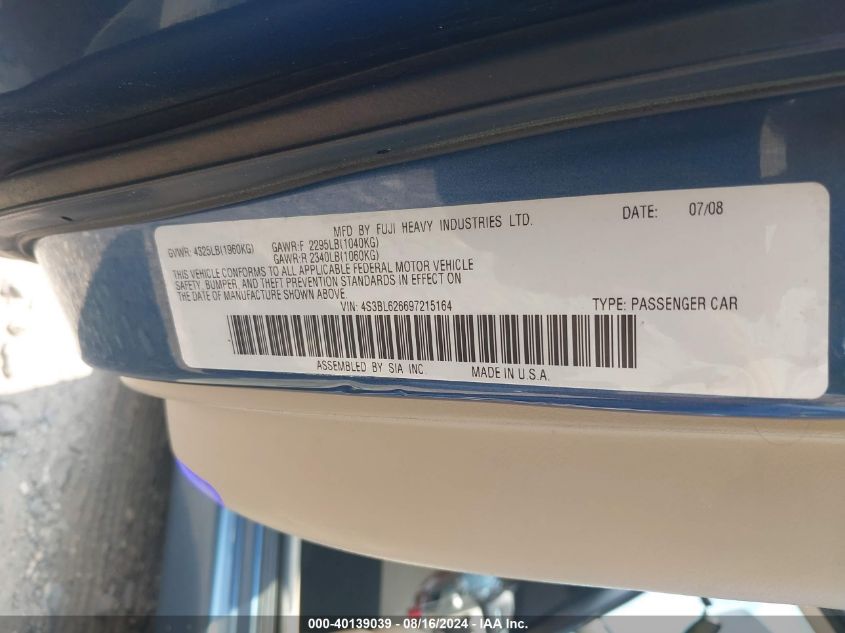 MFD BY FUJI HEAVY INDUSTRIES LTD. DATE: 07/08
GVWR: 4325LB(1960KG) GAWR:F 2295LB(1040KG)
GAWR:R 2340LB(1060KG)
THIS VEHICLE CONFORMS TO ALL APPLICABLE FEDERAL MOTOR VEHICLE
SAFETY, BUMPER, AND THEFT PREVENTION STANDARDS IN EFFECT ON
THE DATE OF MANUFACTURE SHOWN ABOVE.
VIN: 4S3BL626697215164 TYPE: PASSENGER CAR
ASSEMBLED BY SIA INC MADE IN U.S.A.
000-40139039 - 08/16/2024 - IAA Inc.